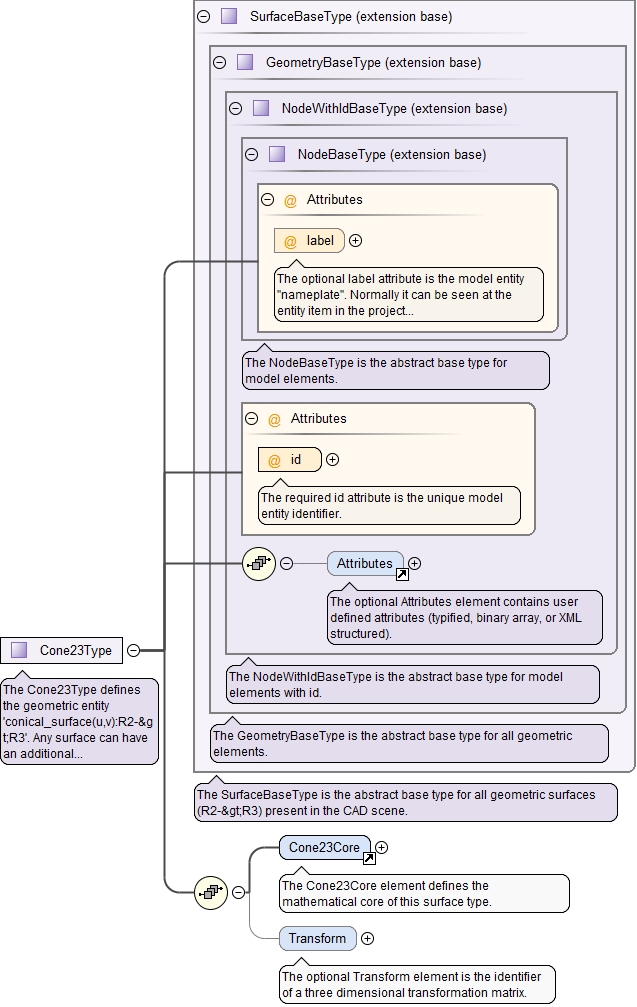 SurfaceBaseType (extension base)
GeometryBaseType (extension base)
NodeWithIdBaseType (extension base)
NodeBaseType (extension base)
@ Attributes
@ label
The optional label attribute is the model entity
"nameplate". Normally it can be seen at the
entity item in the project...
The NodeBaseType is the abstract base type for
model elements.
@ Attributes
@ id
The required id attribute is the unique model
entity identifier.
Attributes
The optional Attributes element contains user
defined attributes (typified, binary array, or XML
structured).
Cone23Type
The Cone23Type defines
the geometric entity
'conical_surface(u,v):R2-&g
t;R3'. Any surface can have
an additional...
The NodeWithIdBaseType is the abstract base type for model
elements with id.
The GeometryBaseType is the abstract base type for all geometric
elements.
The SurfaceBaseType is the abstract base type for all geometric surfaces
(R2-&gt;R3) present in the CAD scene.
Cone23Core
The Cone23Core element defines the
mathematical core of this surface type.
Transform
The optional Transform element is the identifier
of a three dimensional transformation matrix.